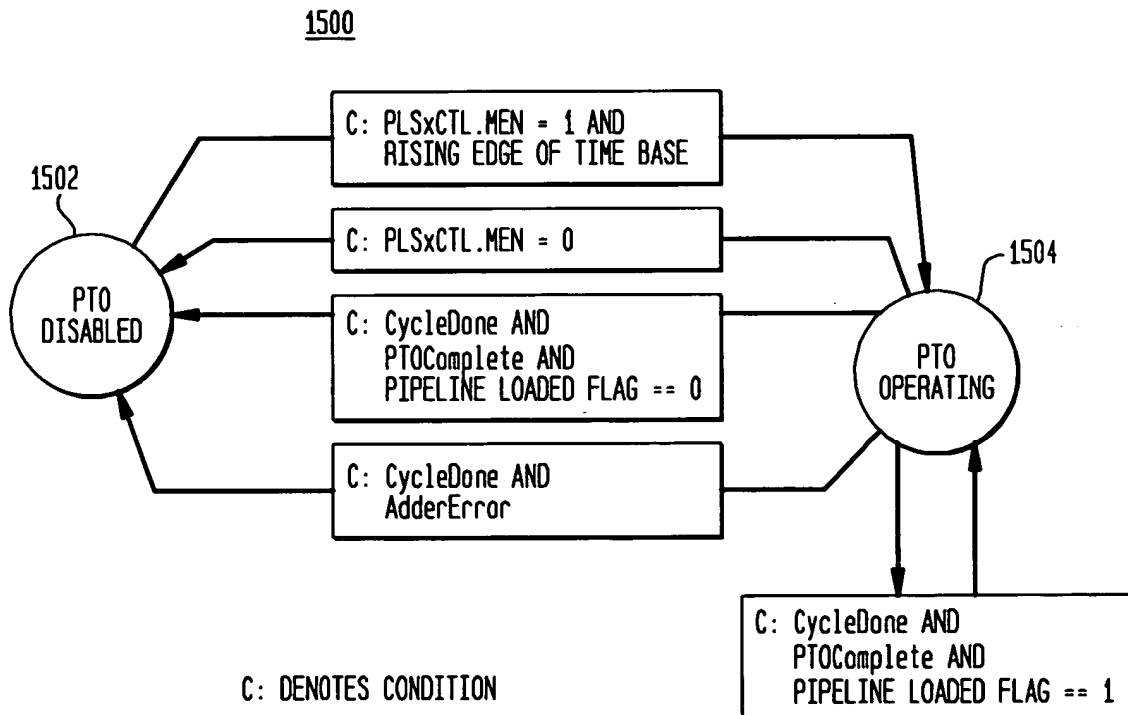 1500
C: PLSxCTL.MEN = 1 AND
RISING EDGE OF TIME BASE
1502
C: PLSxCTL.MEN = 0
1504
PTO
DISABLED
C: CycleDone AND
PTOComplete AND
PIPELINE LOADED FLAG == 0
PTO
OPERATING
C: CycleDone AND
AdderError
C: CycleDone AND
PTOComplete AND
PIPELINE LOADED FLAG == 1
C: DENOTES CONDITION